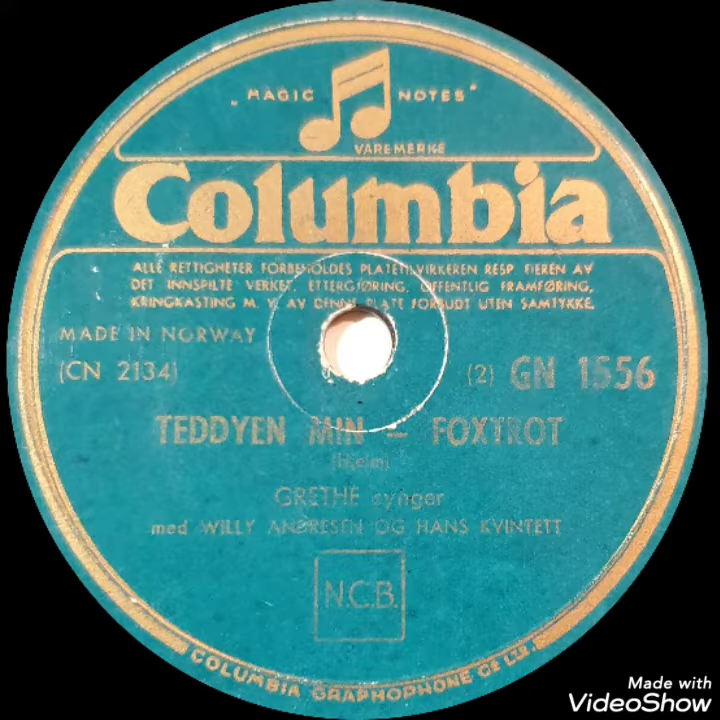 "MAGIC NOTES"
VAREMERKE
Columbia
ALLE RETTIGHETER FORBEHOLDES PLATETILVIRKEREN RESP. EIEREN AV
DET INNSPILTE VERKET. ETTERGJØRING, OFFENTLIG FRAMFØRING,
KRINGKASTING M. V. AV DENNE PLATE FORBUDT UTEN SAMTYKKE.
MADE IN NORWAY
(CN 2134) (2) GN 1556
TEDDYEN MIN – FOXTROT
(Hjelm)
GRETHE synger
med WILLY ANDRESEN OG HANS KVINTETT
N.C.B.
COLUMBIA GRAPHOPHONE Co LTD.
Made with
VideoShow